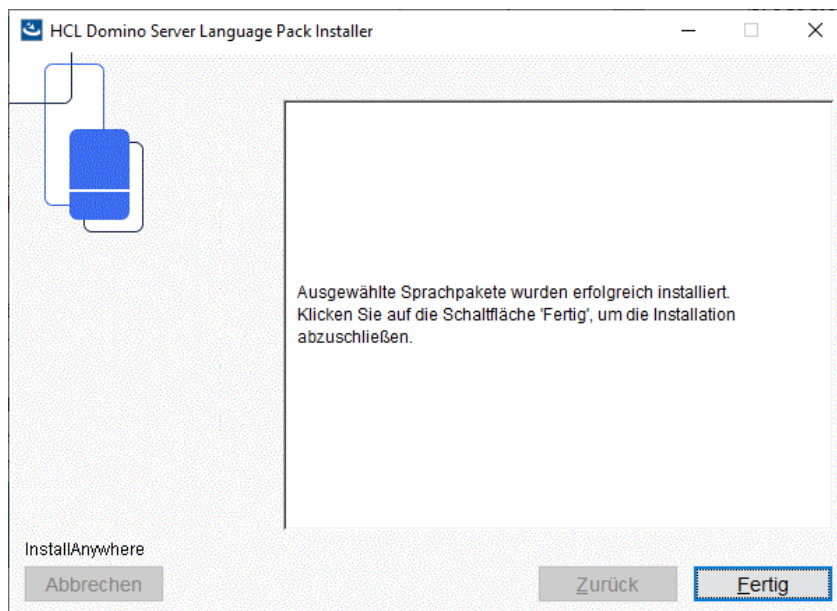 HCL Domino Server Language Pack Installer
Ausgewählte Sprachpakete wurden erfolgreich installiert.
Klicken Sie auf die Schaltfläche 'Fertig', um die Installation
abzuschließen.
InstallAnywhere
Abbrechen
Zurück
Fertig